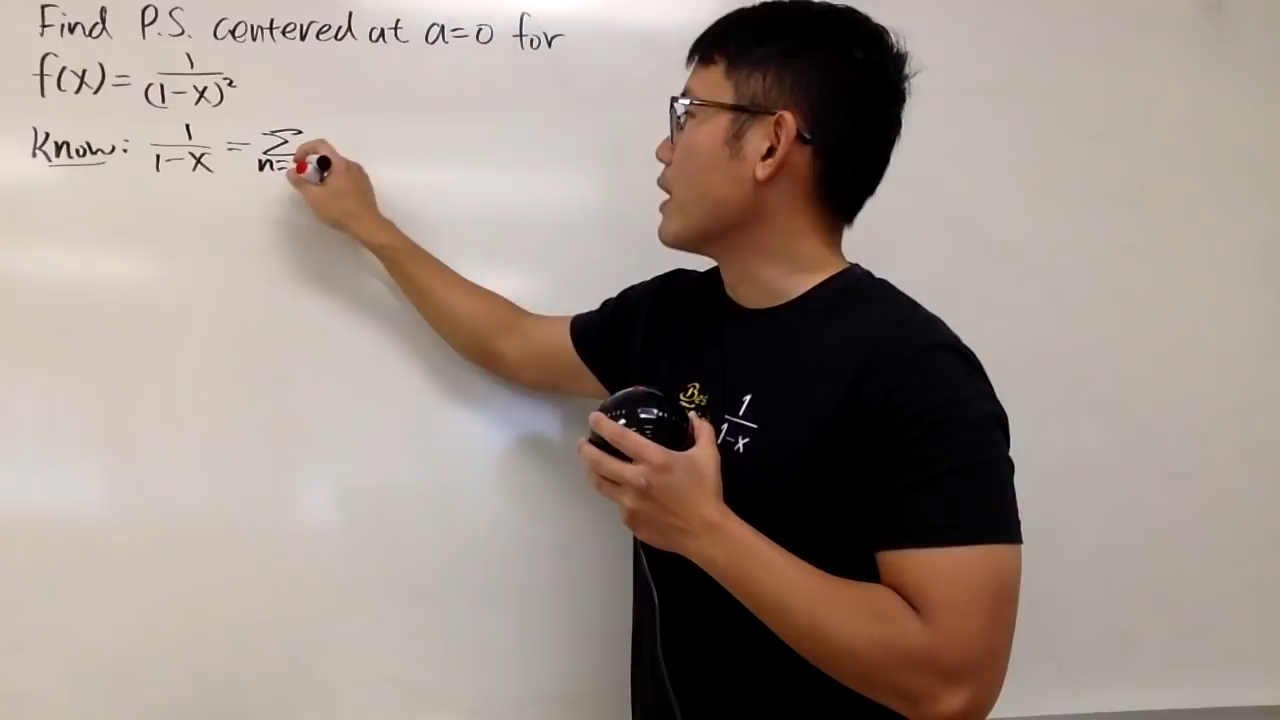 Find P.S. centered at a=0 for
f(x)= 1/(1-x)²
Know: 1/(1-x) = Σ n=
1/(1-x)